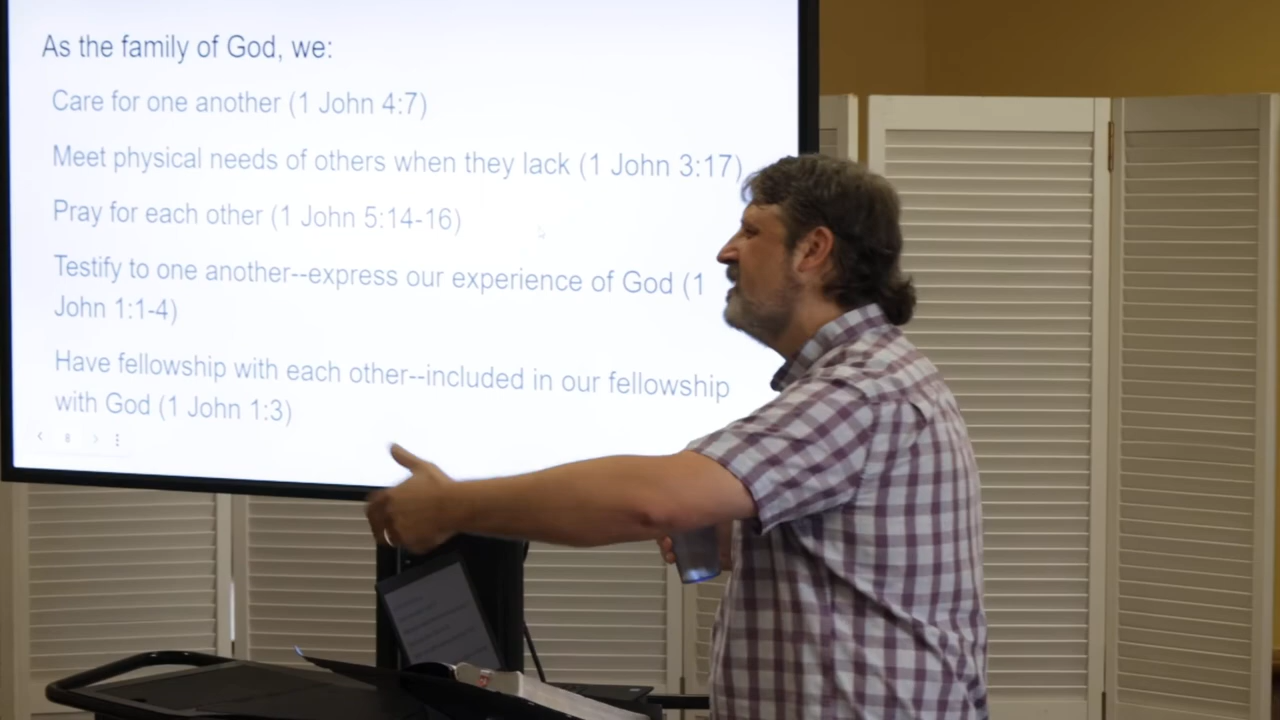 As the family of God, we:
Care for one another (1 John 4:7)
Meet physical needs of others when they lack (1 John 3:17)
Pray for each other (1 John 5:14-16)
Testify to one another--express our experience of God (1
John 1:1-4)
Have fellowship with each other--included in our fellowship
with God (1 John 1:3)
8